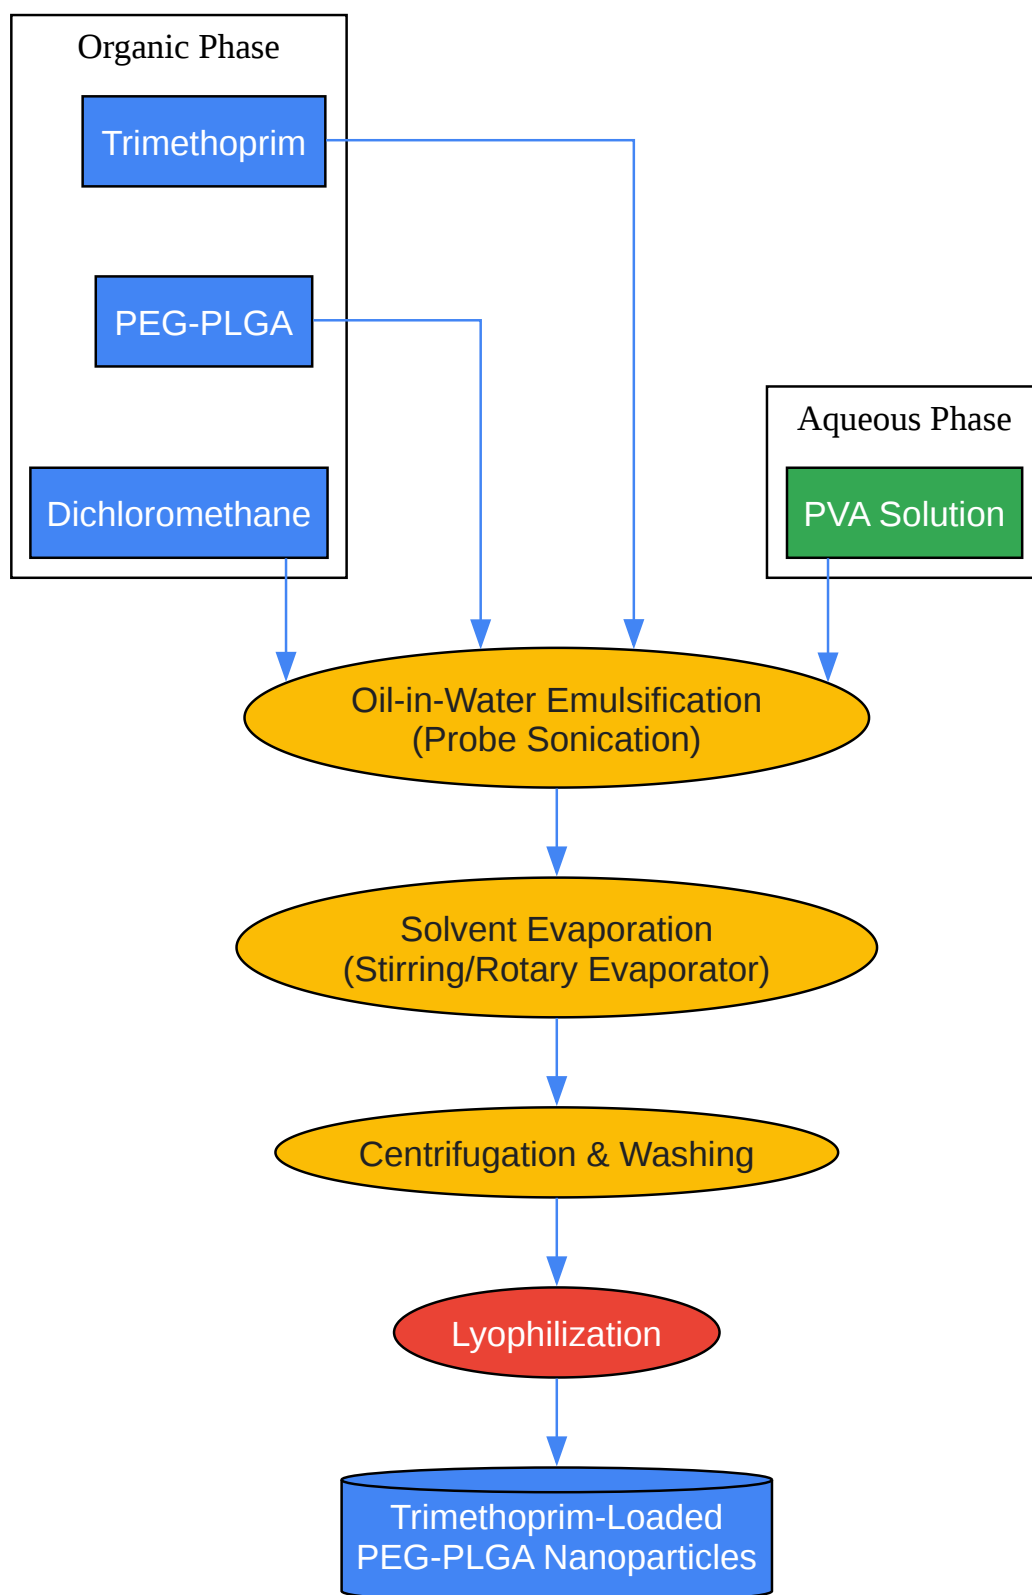 Organic Phase
Trimethoprim
PEG-PLGA
Dichloromethane
Aqueous Phase
PVA Solution
Oil-in-Water Emulsification
(Probe Sonication)
Solvent Evaporation
(Stirring/Rotary Evaporator)
Centrifugation & Washing
Lyophilization
Trimethoprim-Loaded
PEG-PLGA Nanoparticles